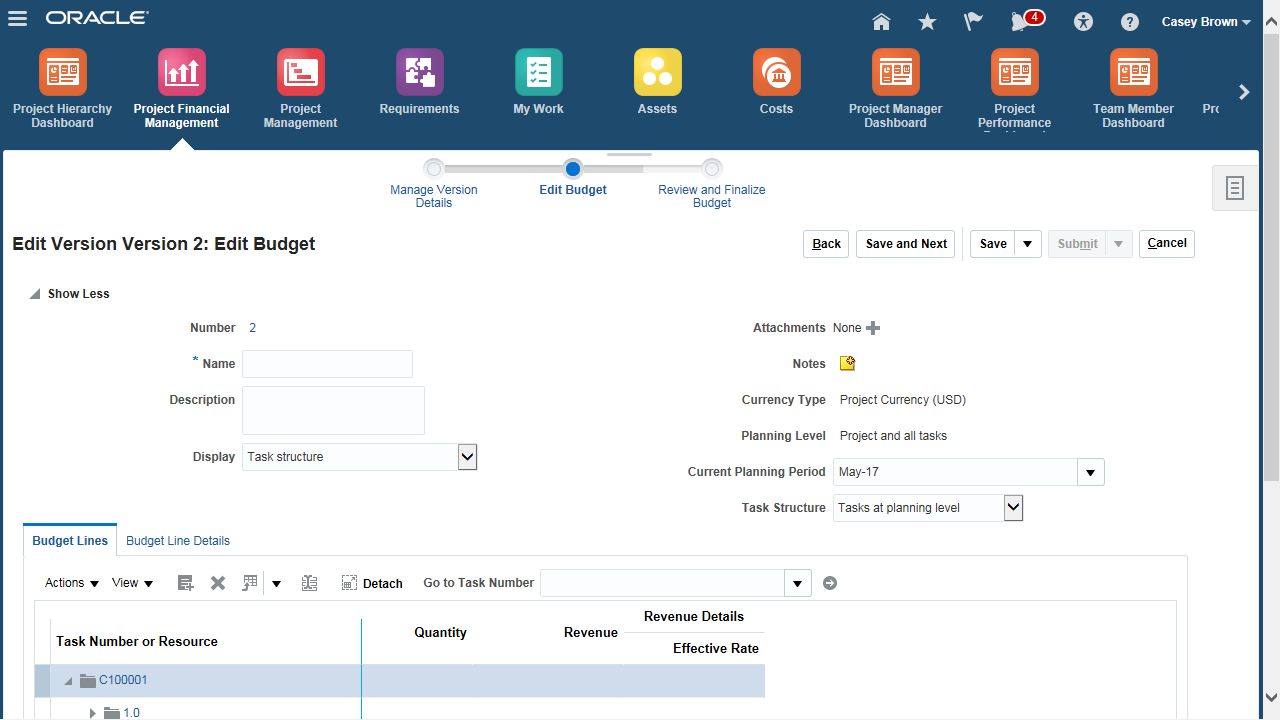 ORACLE
4
Casey Brown
Project Hierarchy
Dashboard
Project Financial
Management
Project
Management
Requirements
My Work
Assets
Costs
Project Manager
Dashboard
Project
Performance
Team Member
Dashboard
Manage Version
Details
Edit Budget
Review and Finalize
Budget
Edit Version Version 2: Edit Budget
Back
Save and Next
Save
Submit
Cancel
Show Less
Number 2
* Name
Description
Display Task structure
Attachments None
Notes
Currency Type Project Currency (USD)
Planning Level Project and all tasks
Current Planning Period May-17
Task Structure Tasks at planning level
Budget Lines
Budget Line Details
Actions View Detach Go to Task Number
Task Number or Resource
Quantity
Revenue
Revenue Details
Effective Rate
C100001
1.0